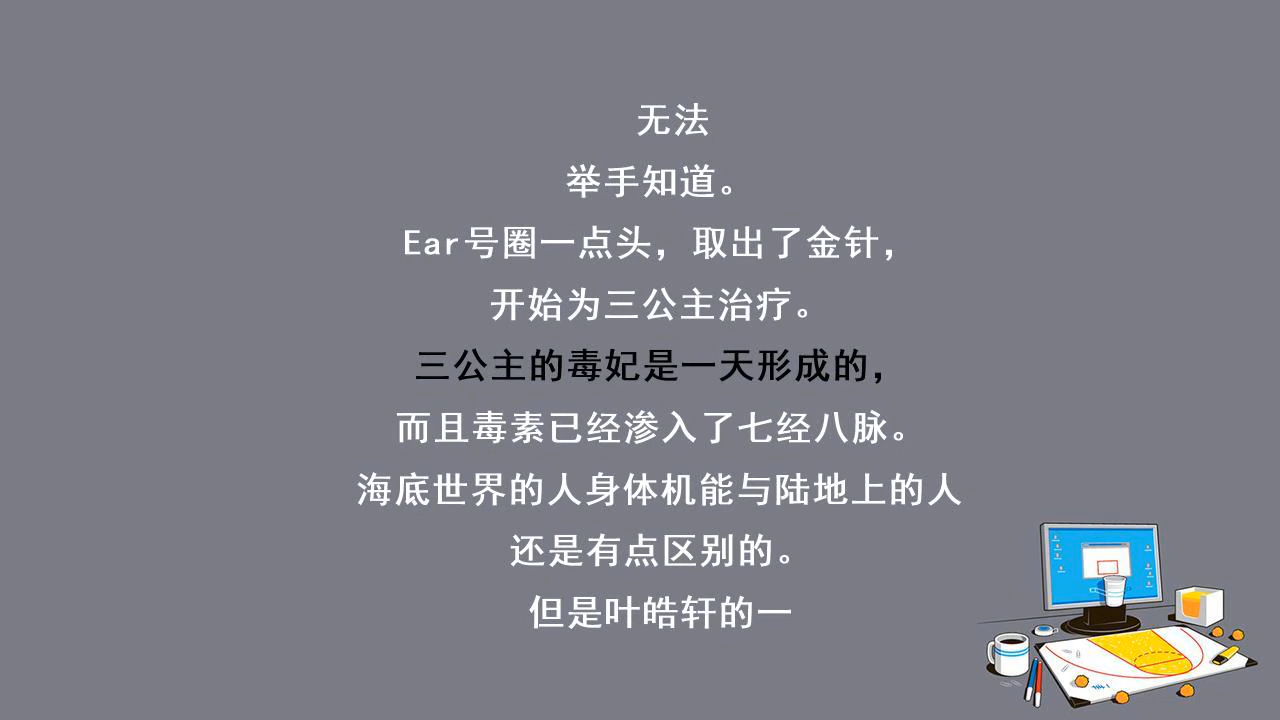 无法
举手知道。
Ear号圈一点头，取出了金针，
开始为三公主治疗。
三公主的毒妃是一天形成的，
而且毒素已经渗入了七经八脉。
海底世界的人身体机能与陆地上的人
还是有点区别的。
但是叶皓轩的一